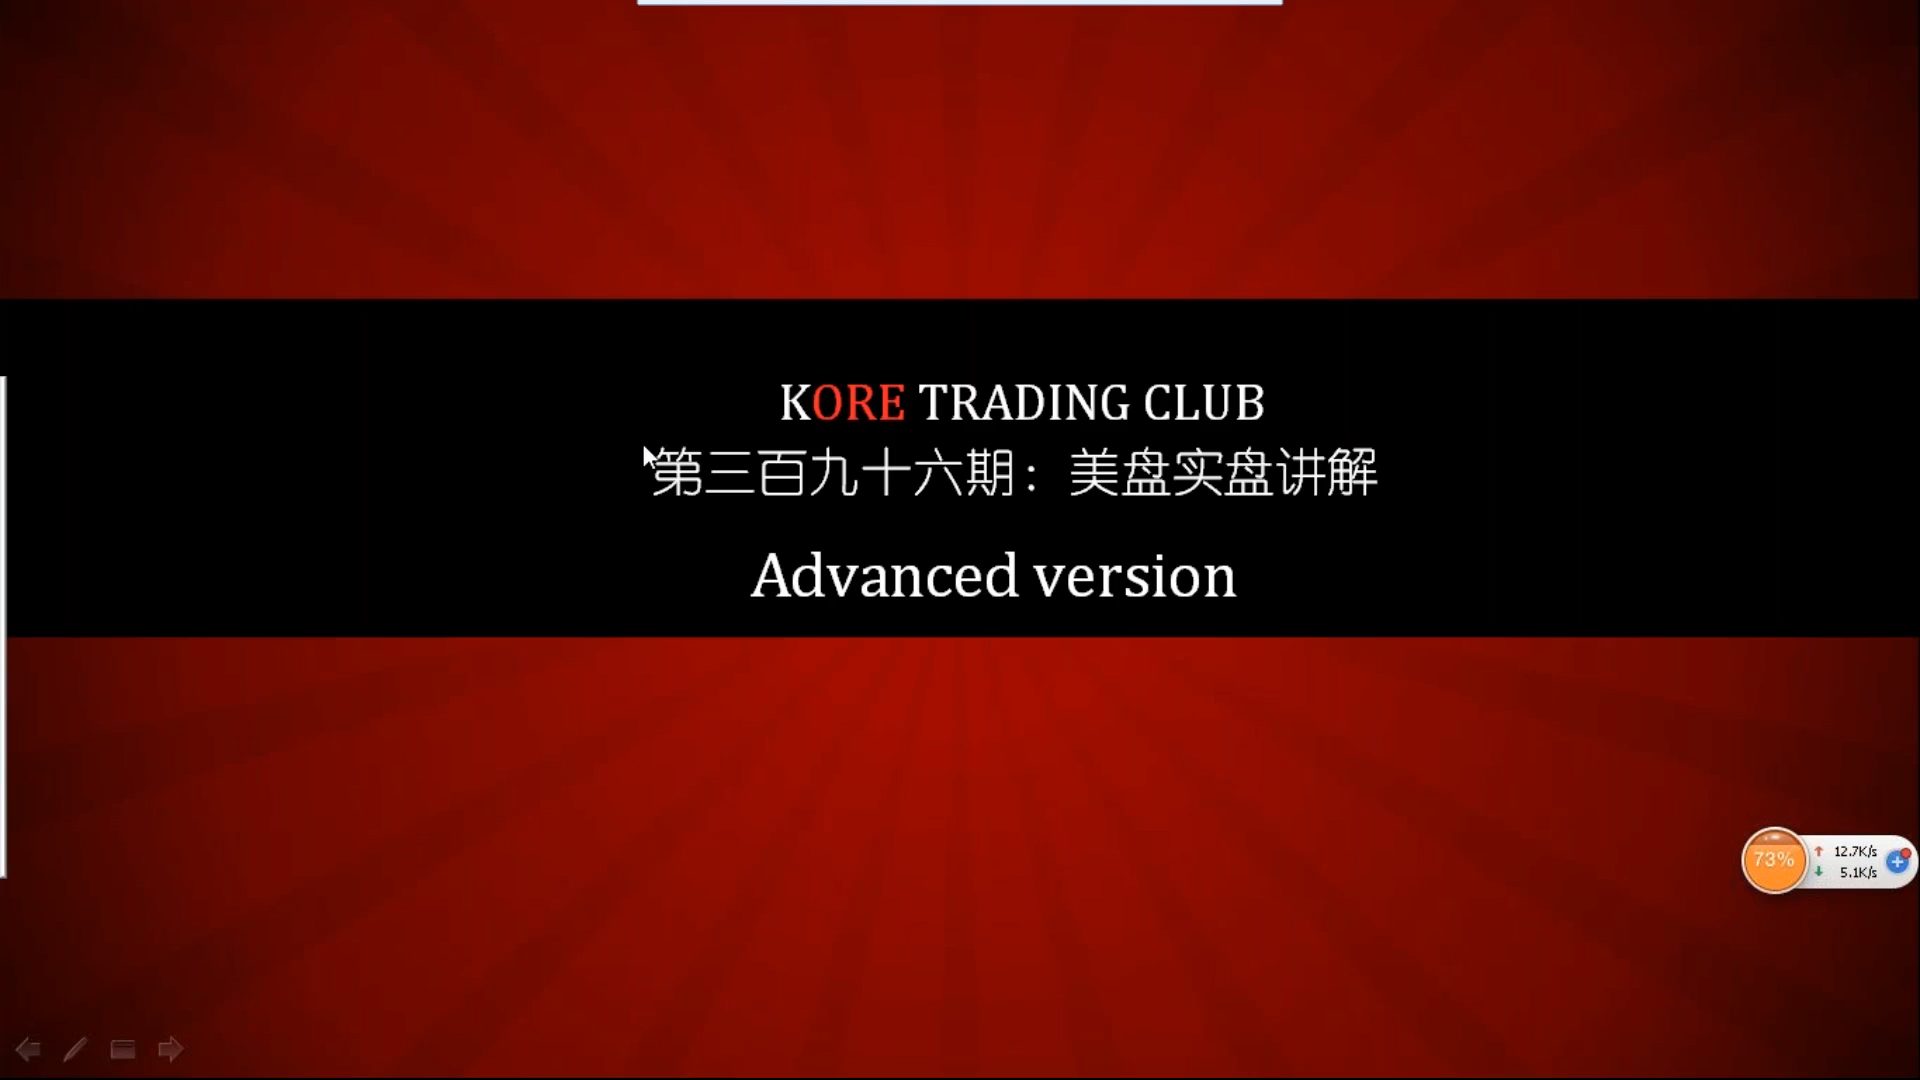 KORE TRADING CLUB
第三百九十六期：美盘实盘讲解
Advanced version
73%
12.7K/s
5.1K/s